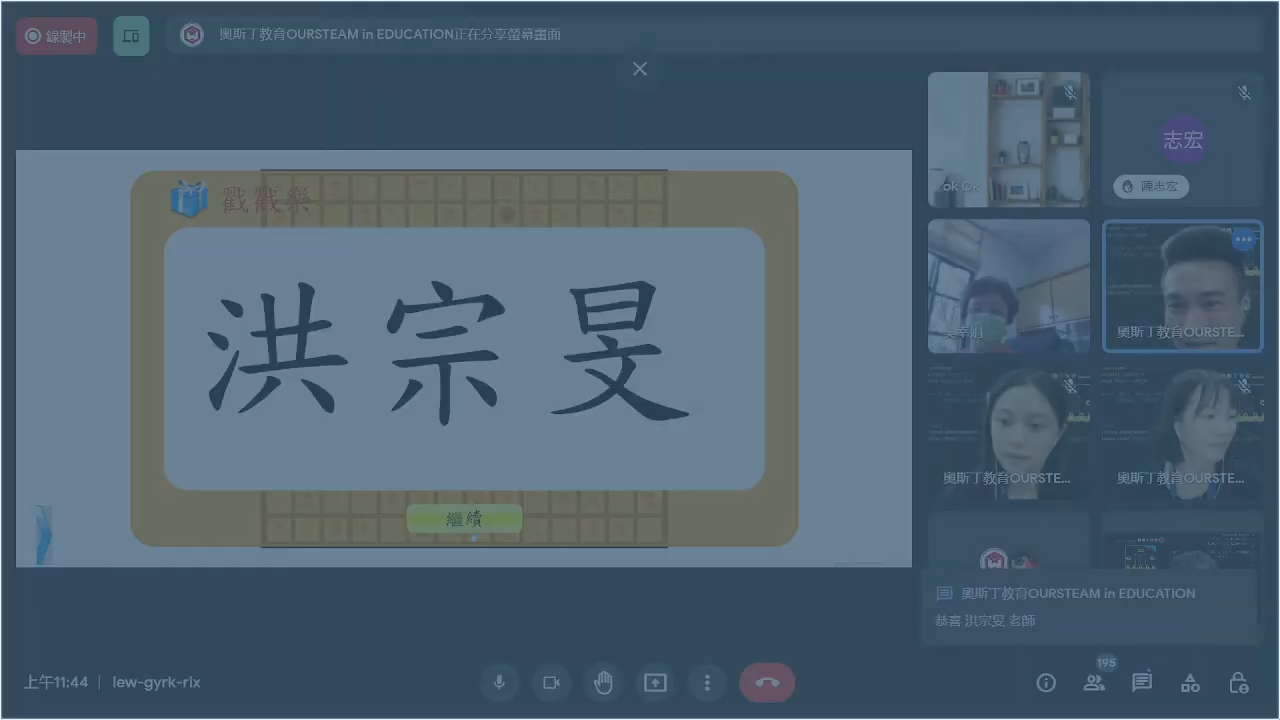 錄製中
奧斯丁教育OURSTEAM in EDUCATION正在分享螢幕畫面
戳戳樂
洪宗旻
繼續
ok Ok
志宏
陳志宏
奧斯丁教育OURSTE...
奧斯丁教育OURSTE...
奧斯丁教育OURSTE...
奧斯丁教育OURSTEAM in EDUCATION
恭喜 洪宗旻 老師
上午11:44 | lew-gyrk-rlx
195